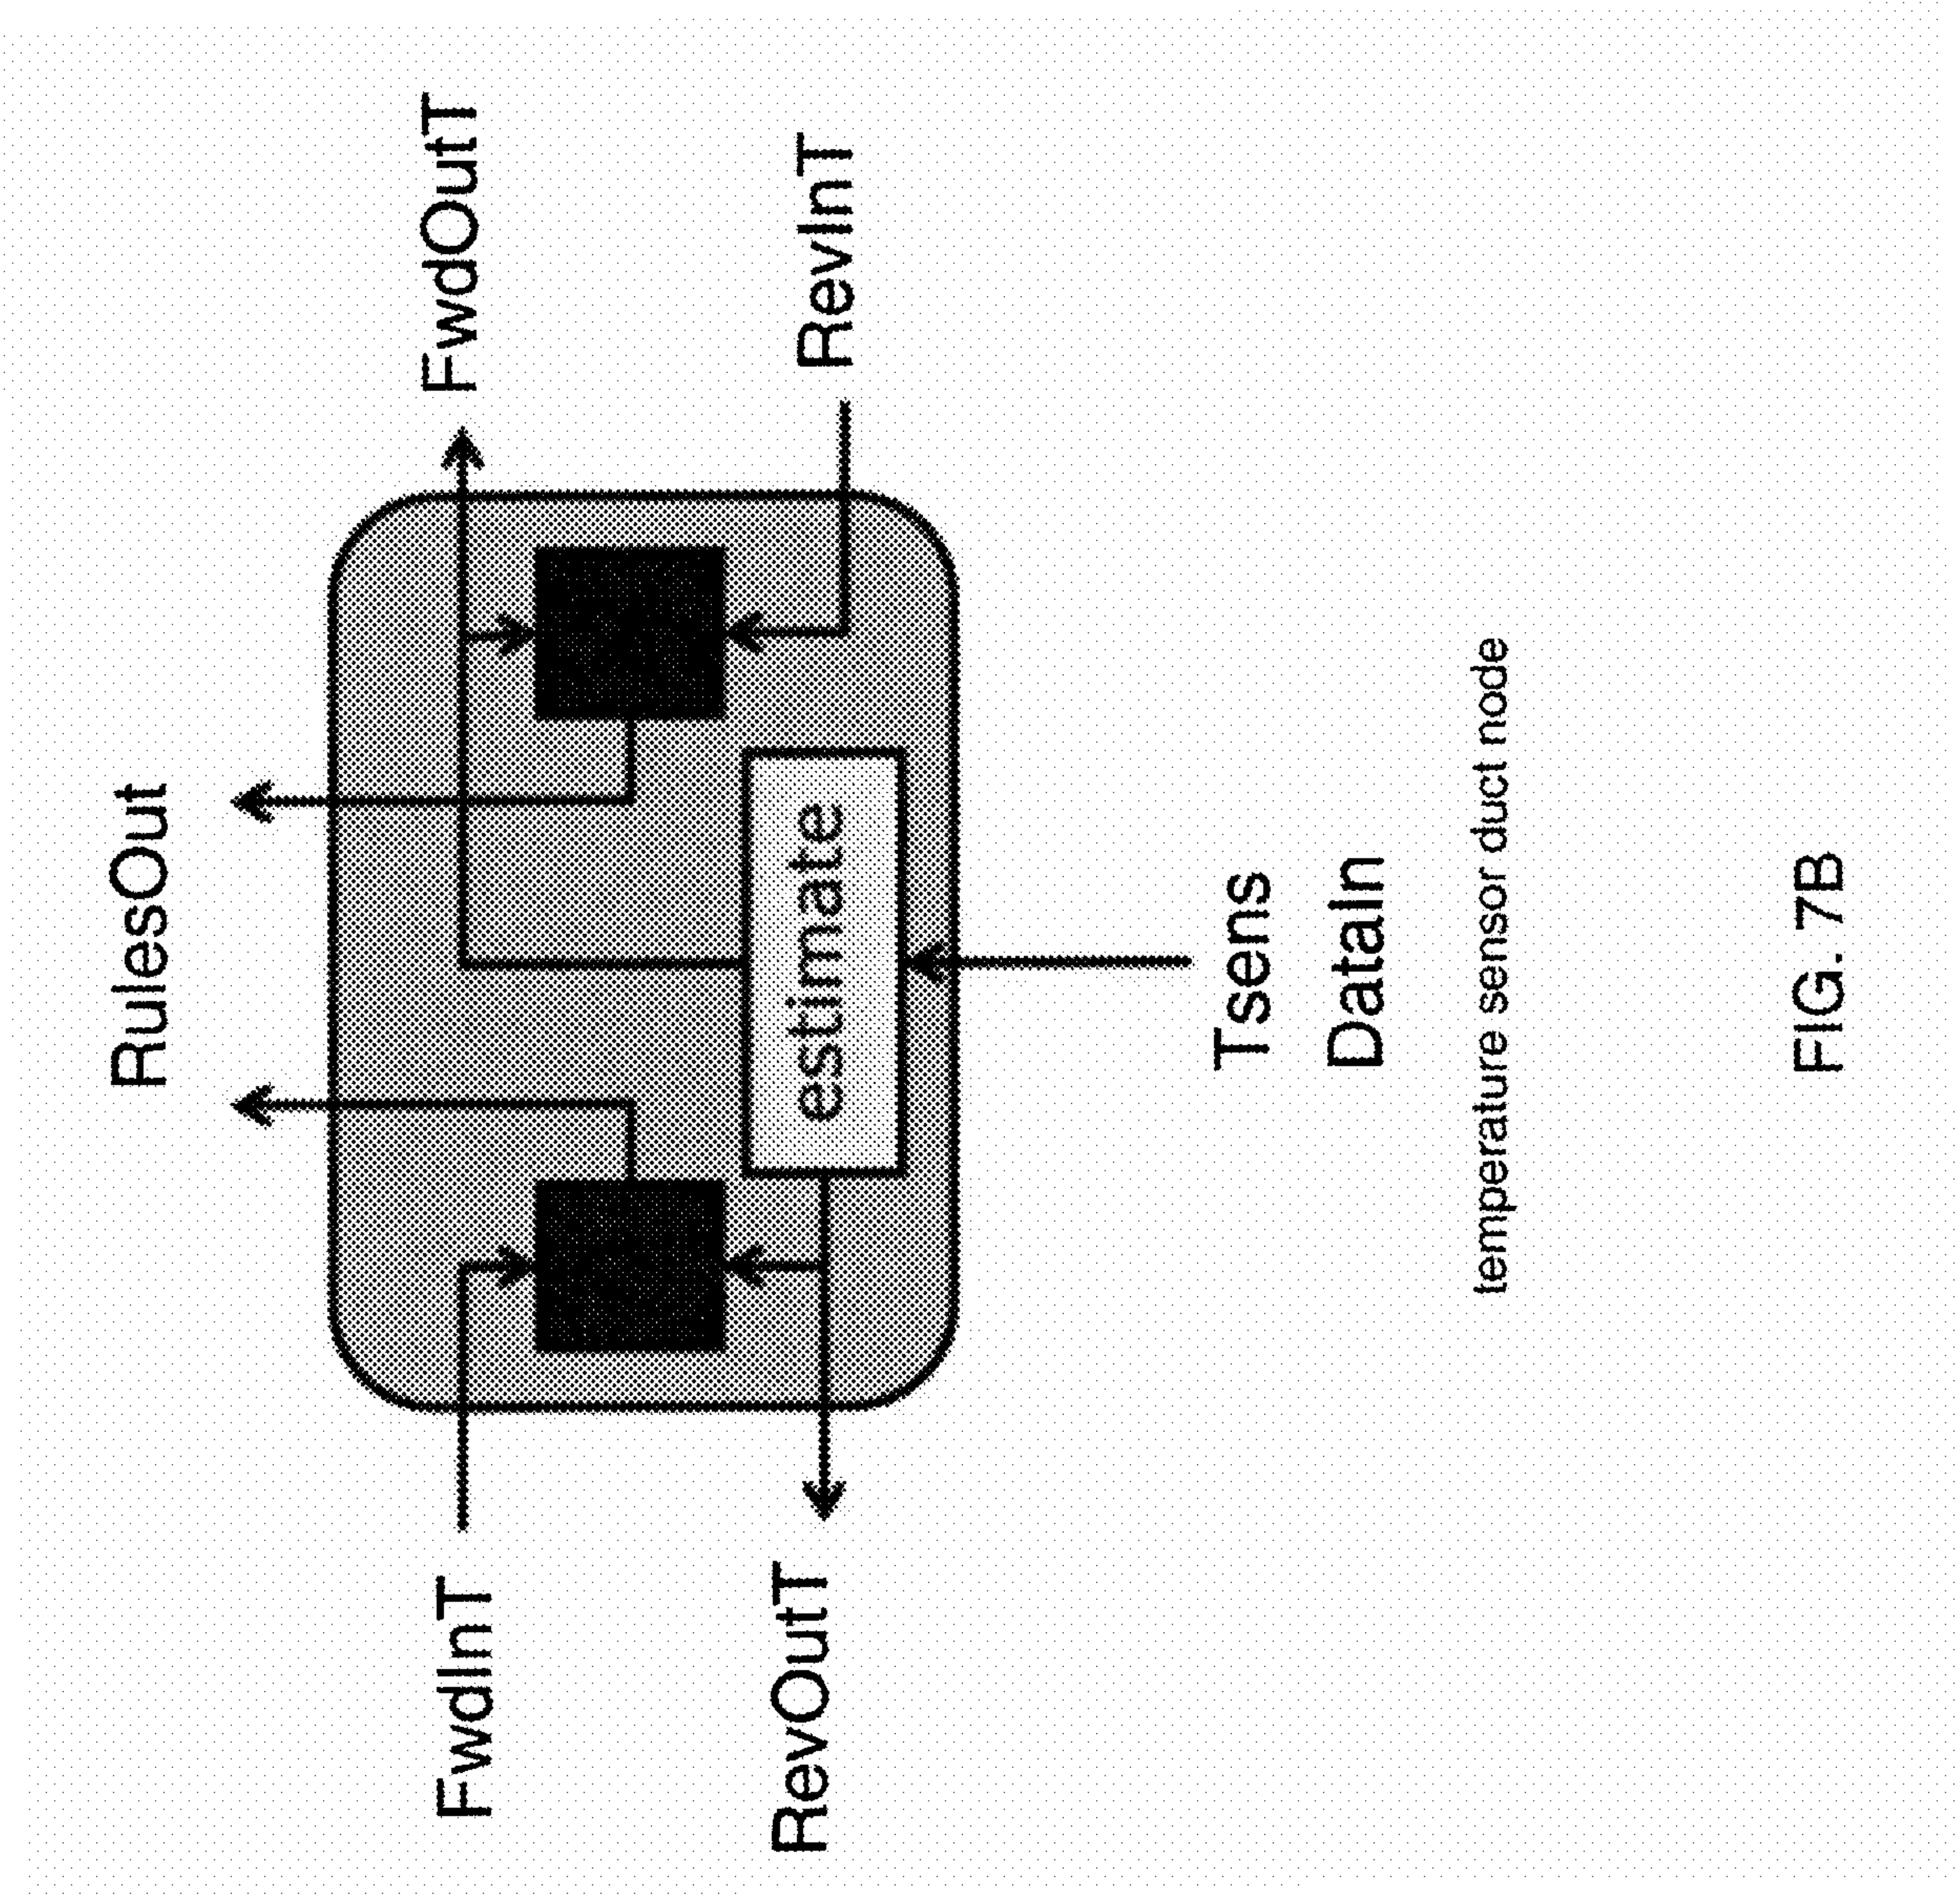 RulesOut
FwdInT
FwdOutT
RevOutT
estimate
RevInT
Tsens
DataIn
temperature sensor duct node
FIG. 7B